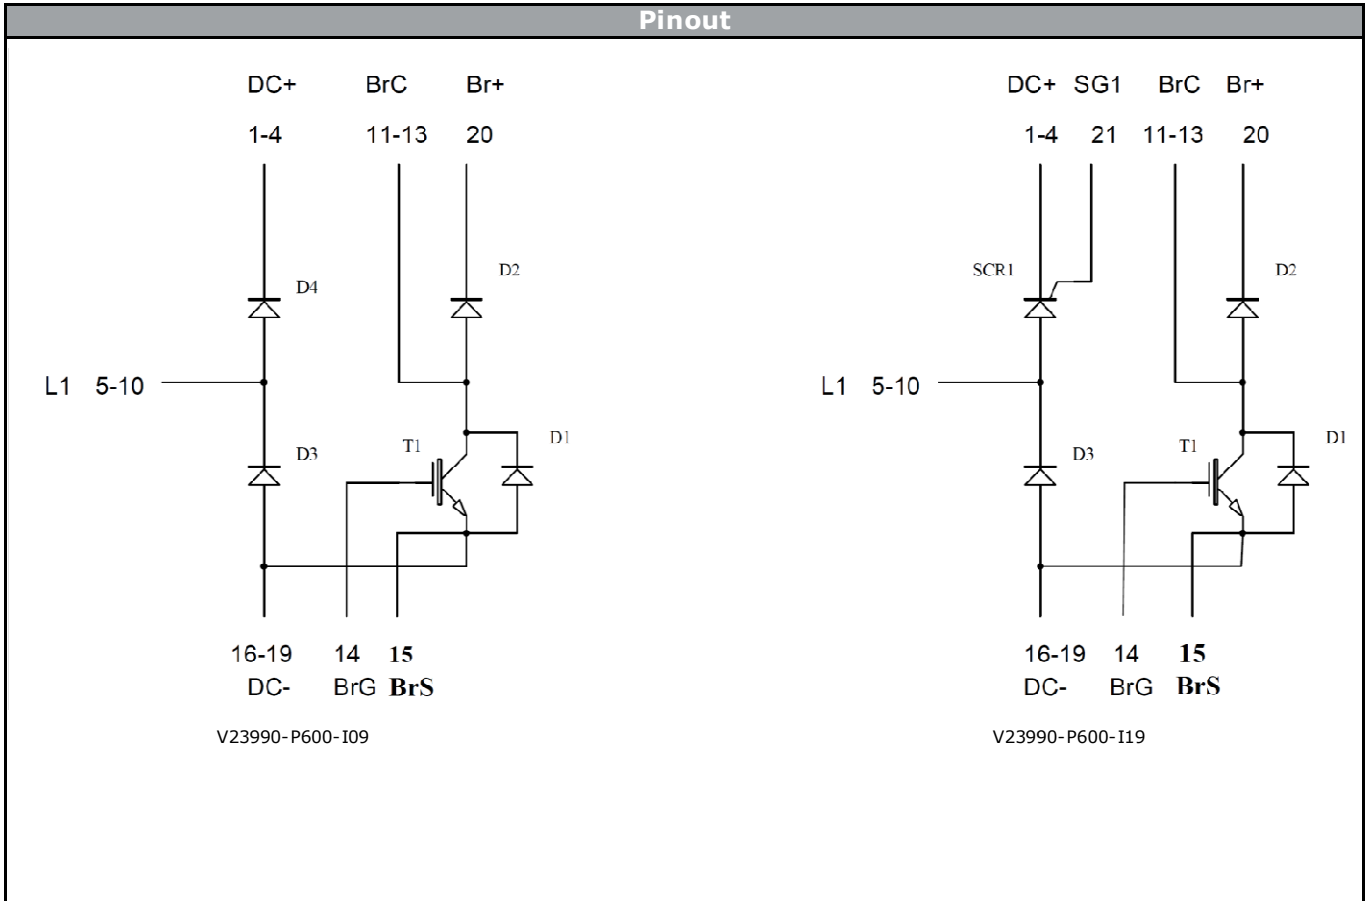 Pinout
DC+ BrC Br+
1-4 11-13 20
D2
D4
L1 5-10
T1 D1
D3
16-19 14 15
DC- BrG BrS
V23990-P600-I09
DC+ SG1 BrC Br+
1-4 21 11-13 20
SCR1 D2
L1 5-10
T1 D1
D3
16-19 14 15
DC- BrG BrS
V23990-P600-I19